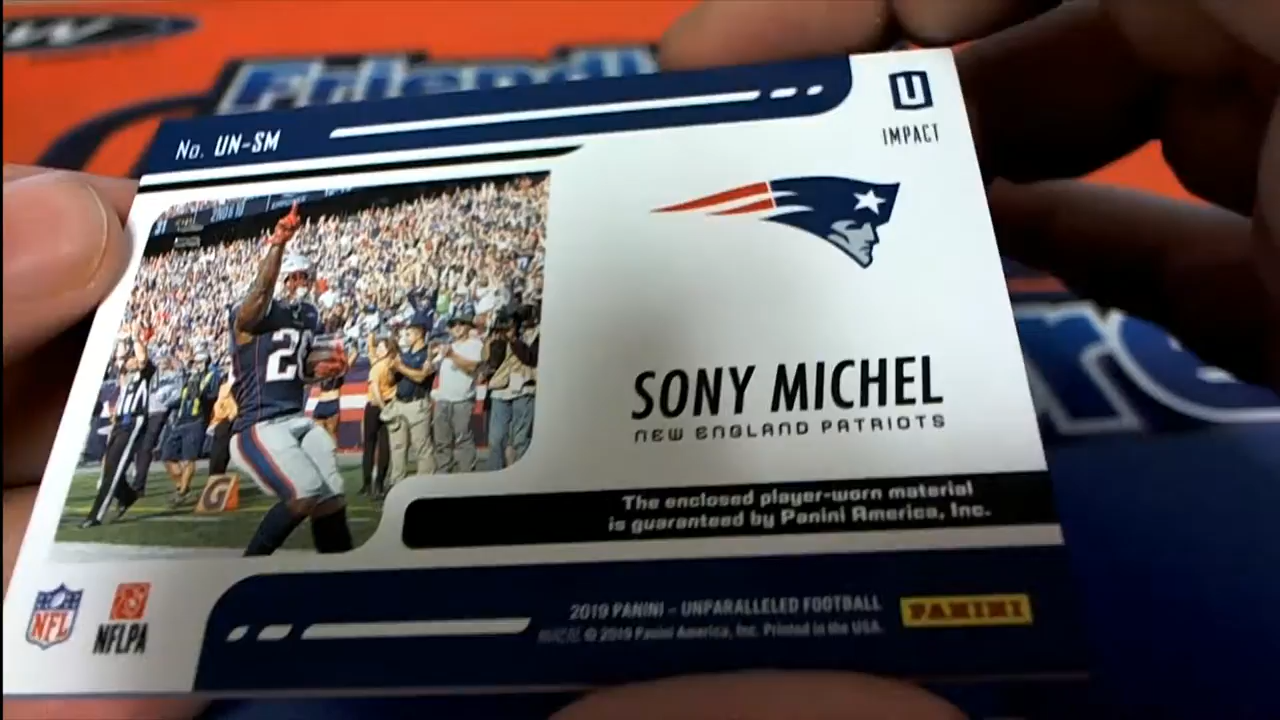 Friendl
No. UN-SM
U
IMPACT
SONY MICHEL
NEW ENGLAND PATRIOTS
The enclosed player-worn material
is guaranteed by Panini America, Inc.
NFL
NFLPA
2019 PANINI – UNPARALLELED FOOTBALL
© 2019 Panini America, Inc. Printed in the USA.
PANINI